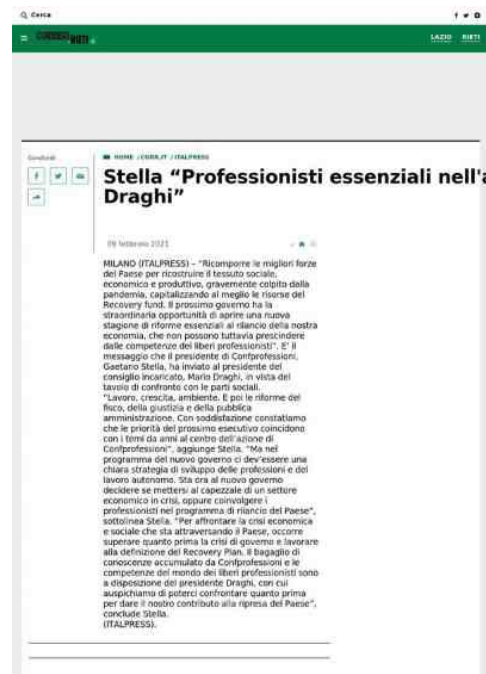 Cerca
RIETI
LAZIO RIETI
Condividi
HOME / CORR.IT / ITALPRESS
Stella “Professionisti essenziali nell'a
Draghi”
09 febbraio 2021
MILANO (ITALPRESS) – “Ricomporre le migliori forze
del Paese per ricostruire il tessuto sociale,
economico e produttivo, gravemente colpito dalla
pandemia, capitalizzando al meglio le risorse del
Recovery fund. Il prossimo governo ha la
straordinaria opportunità di aprire una nuova
stagione di riforme essenziali al rilancio della nostra
economia, che non possono tuttavia prescindere
dalle competenze dei liberi professionisti”. E' il
messaggio che il presidente di Confprofessioni,
Gaetano Stella, ha inviato al presidente del
consiglio incaricato, Mario Draghi, in vista del
tavolo di confronto con le parti sociali.
“Lavoro, crescita, ambiente. E poi le riforme del
fisco, della giustizia e della pubblica
amministrazione. Con soddisfazione constatiamo
che le priorità del prossimo esecutivo coincidono
con i temi da anni al centro dell'azione di
Confprofessioni”, aggiunge Stella. “Ma nel
programma del nuovo governo ci dev'essere una
chiara strategia di sviluppo delle professioni e del
lavoro autonomo. Sta ora al nuovo governo
decidere se mettersi al capezzale di un settore
economico in crisi, oppure coinvolgere i
professionisti nel programma di rilancio del Paese”,
sottolinea Stella. “Per affrontare la crisi economica
e sociale che sta attraversando il Paese, occorre
superare quanto prima la crisi di governo e lavorare
alla definizione del Recovery Plan. Il bagaglio di
conoscenze accumulato da Confprofessioni e le
competenze del mondo dei liberi professionisti sono
a disposizione del presidente Draghi, con cui
auspichiamo di poterci confrontare quanto prima
per dare il nostro contributo alla ripresa del Paese”,
conclude Stella.
(ITALPRESS).